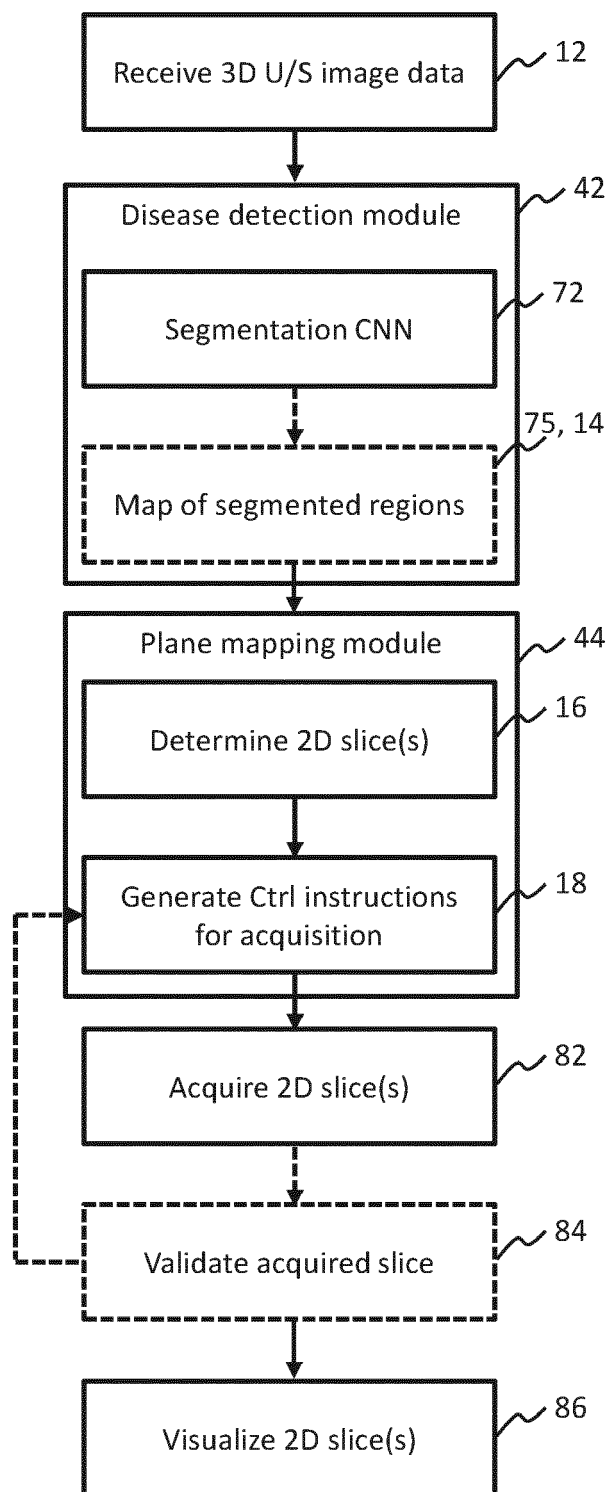 Receive 3D U/S image data
12
Disease detection module
42
Segmentation CNN
72
75, 14
Map of segmented regions
Plane mapping module
44
Determine 2D slice(s)
16
Generate Ctrl instructions
for acquisition
18
Acquire 2D slice(s)
82
Validate acquired slice
84
Visualize 2D slice(s)
86